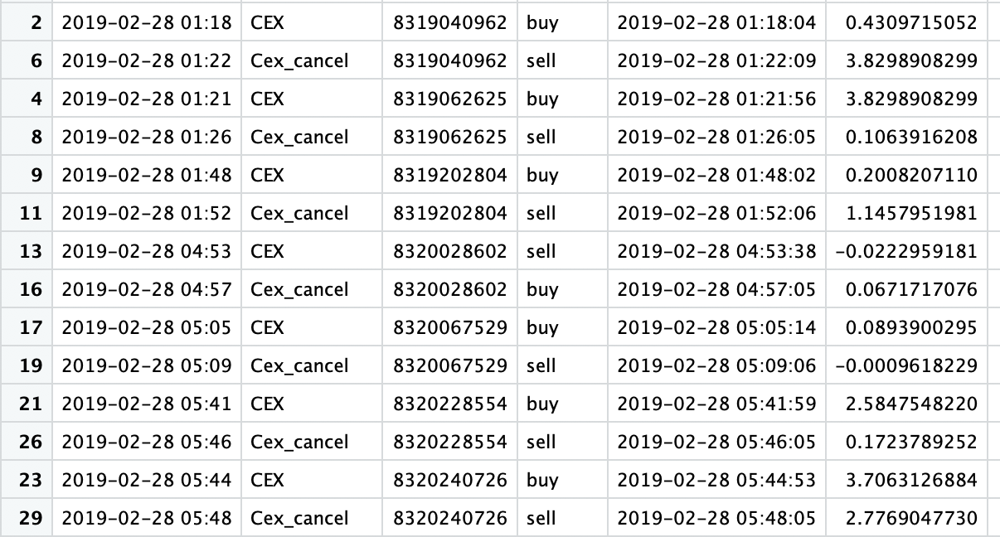 2 2019-02-28 01:18 CEX 8319040962 buy 2019-02-28 01:18:04 0.4309715052
6 2019-02-28 01:22 Cex_cancel 8319040962 sell 2019-02-28 01:22:09 3.8298908299
4 2019-02-28 01:21 CEX 8319062625 buy 2019-02-28 01:21:56 3.8298908299
8 2019-02-28 01:26 Cex_cancel 8319062625 sell 2019-02-28 01:26:05 0.1063916208
9 2019-02-28 01:48 CEX 8319202804 buy 2019-02-28 01:48:02 0.2008207110
11 2019-02-28 01:52 Cex_cancel 8319202804 sell 2019-02-28 01:52:06 1.1457951981
13 2019-02-28 04:53 CEX 8320028602 sell 2019-02-28 04:53:38 -0.0222959181
16 2019-02-28 04:57 Cex_cancel 8320028602 buy 2019-02-28 04:57:05 0.0671717076
17 2019-02-28 05:05 CEX 8320067529 buy 2019-02-28 05:05:14 0.0893900295
19 2019-02-28 05:09 Cex_cancel 8320067529 sell 2019-02-28 05:09:06 -0.0009618229
21 2019-02-28 05:41 CEX 8320228554 buy 2019-02-28 05:41:59 2.5847548220
26 2019-02-28 05:46 Cex_cancel 8320228554 sell 2019-02-28 05:46:05 0.1723789252
23 2019-02-28 05:44 CEX 8320240726 buy 2019-02-28 05:44:53 3.7063126884
29 2019-02-28 05:48 Cex_cancel 8320240726 sell 2019-02-28 05:48:05 2.7769047730